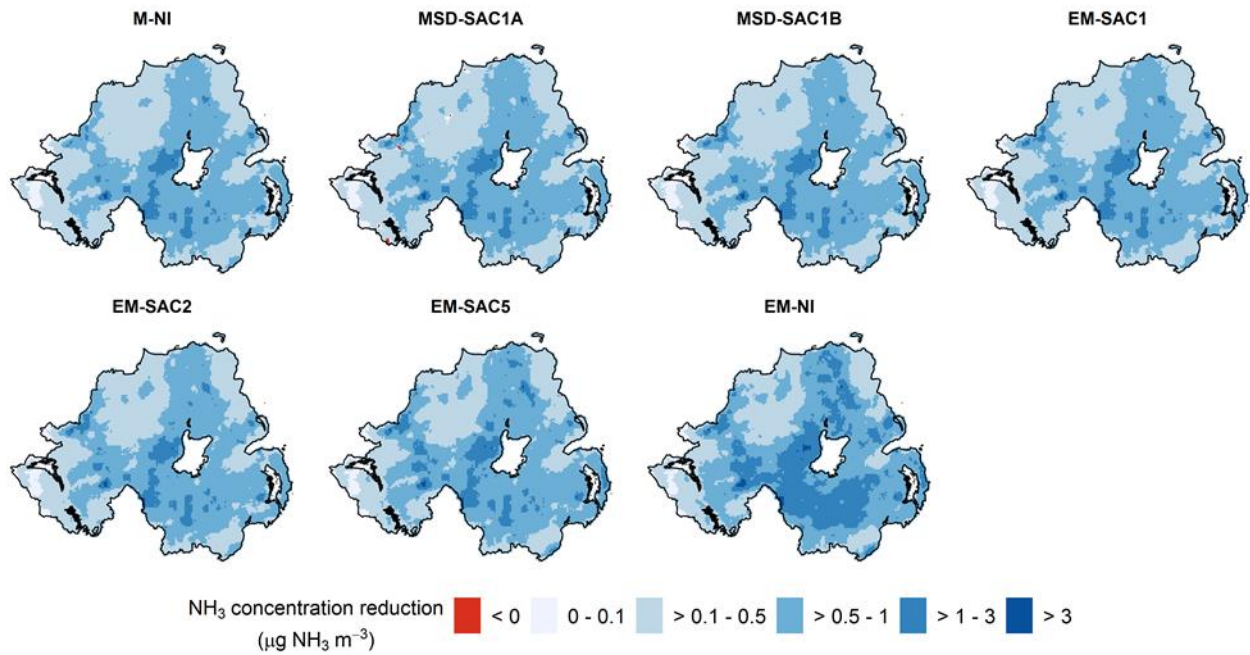 M-NI MSD-SAC1A MSD-SAC1B EM-SAC1
EM-SAC2 EM-SAC5 EM-NI
NH₃ concentration reduction < 0 0 - 0.1 > 0.1 - 0.5 > 0.5 - 1 > 1 - 3 > 3
(μg NH₃ m⁻³)